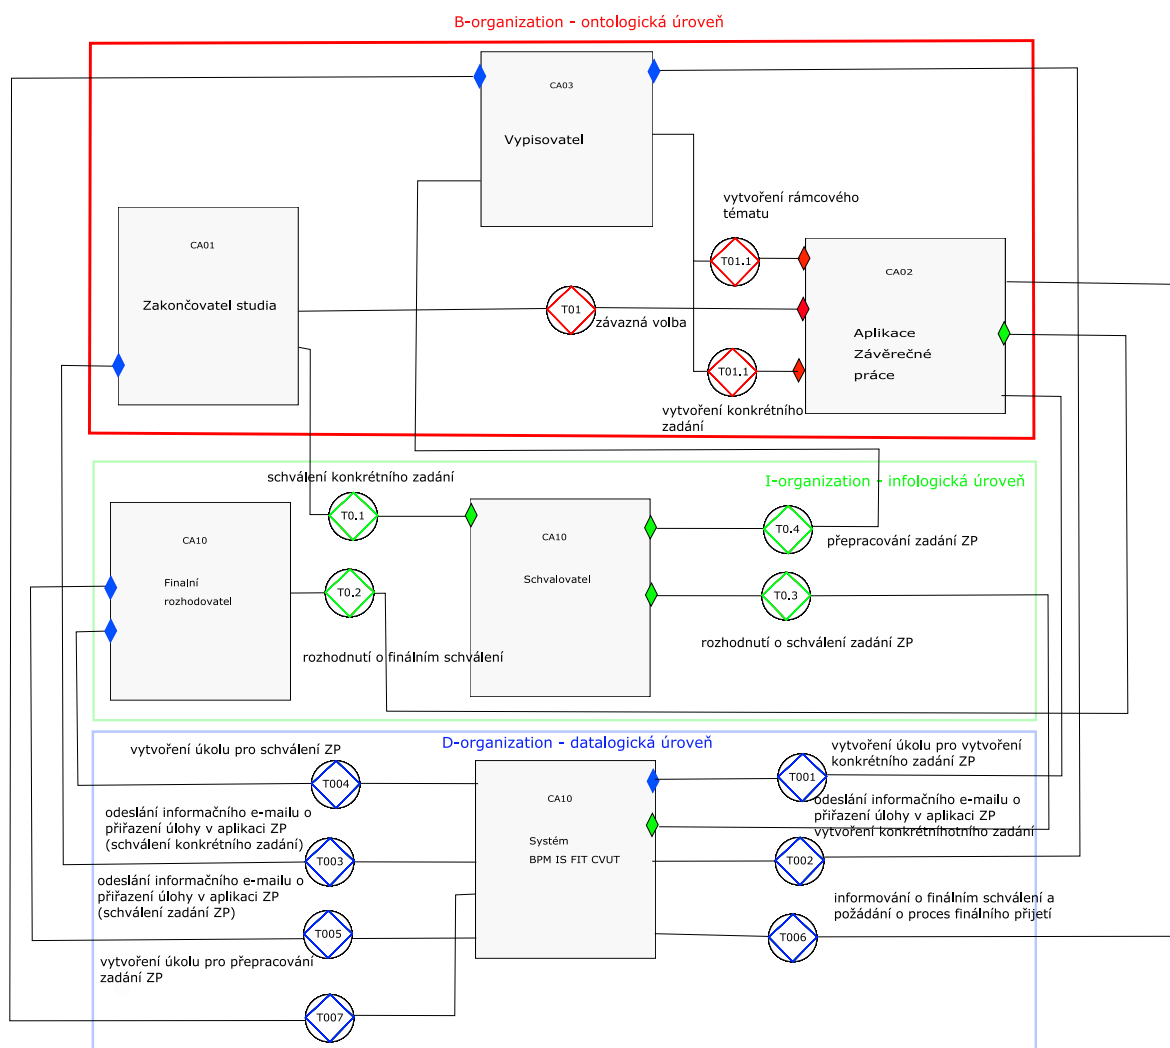 B-organization - ontologická úroveň
CA03
Vypisovatel
vytvoření rámcového
tématu
CA01
Zakončovatel studia
T01.1
CA02
T01
závazná volba
Aplikace
Závěrečné
práce
T01.1
vytvoření konkrétního
zadání
schválení konkrétního zadání
I-organization - infologická úroveň
T0.1
CA10
Finalní
rozhodovatel
CA10
Schvalovatel
T0.4
přepracování zadání ZP
T0.2
T0.3
rozhodnutí o finálním schválení
rozhodnutí o schválení zadání ZP
D-organization - datalogická úroveň
vytvoření úkolu pro schválení ZP
T004
CA10
Systém
BPM IS FIT CVUT
vytvoření úkolu pro vytvoření
konkrétního zadání ZP
T001
odeslání informačního e-mailu o
přiřazení úlohy v aplikaci ZP
(schválení konkrétního zadání)
T003
odeslání informačního e-mailu o
přiřazení úlohy v aplikaci ZP
vytvoření konkrétníhotního zadání
T002
odeslání informačního e-mailu o
přiřazení úlohy v aplikaci ZP
(schválení zadání ZP)
T005
informování o finálním schválení a
požádání o proces finálního přijetí
T006
vytvoření úkolu pro přepracování
zadání ZP
T007